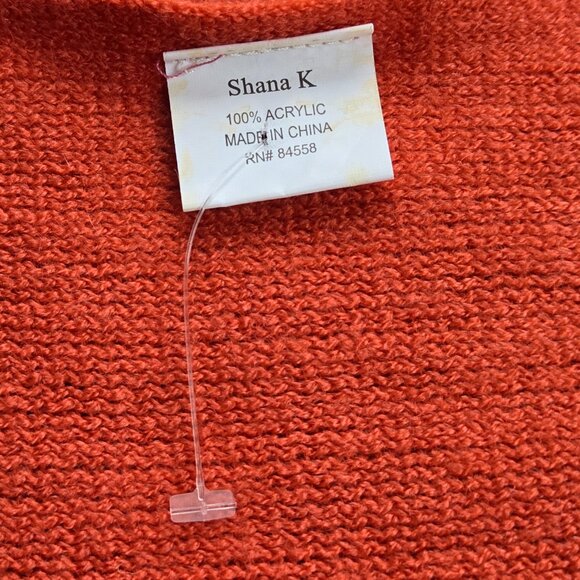 Shana K
100% ACRYLIC
MADE IN CHINA
RN# 84558